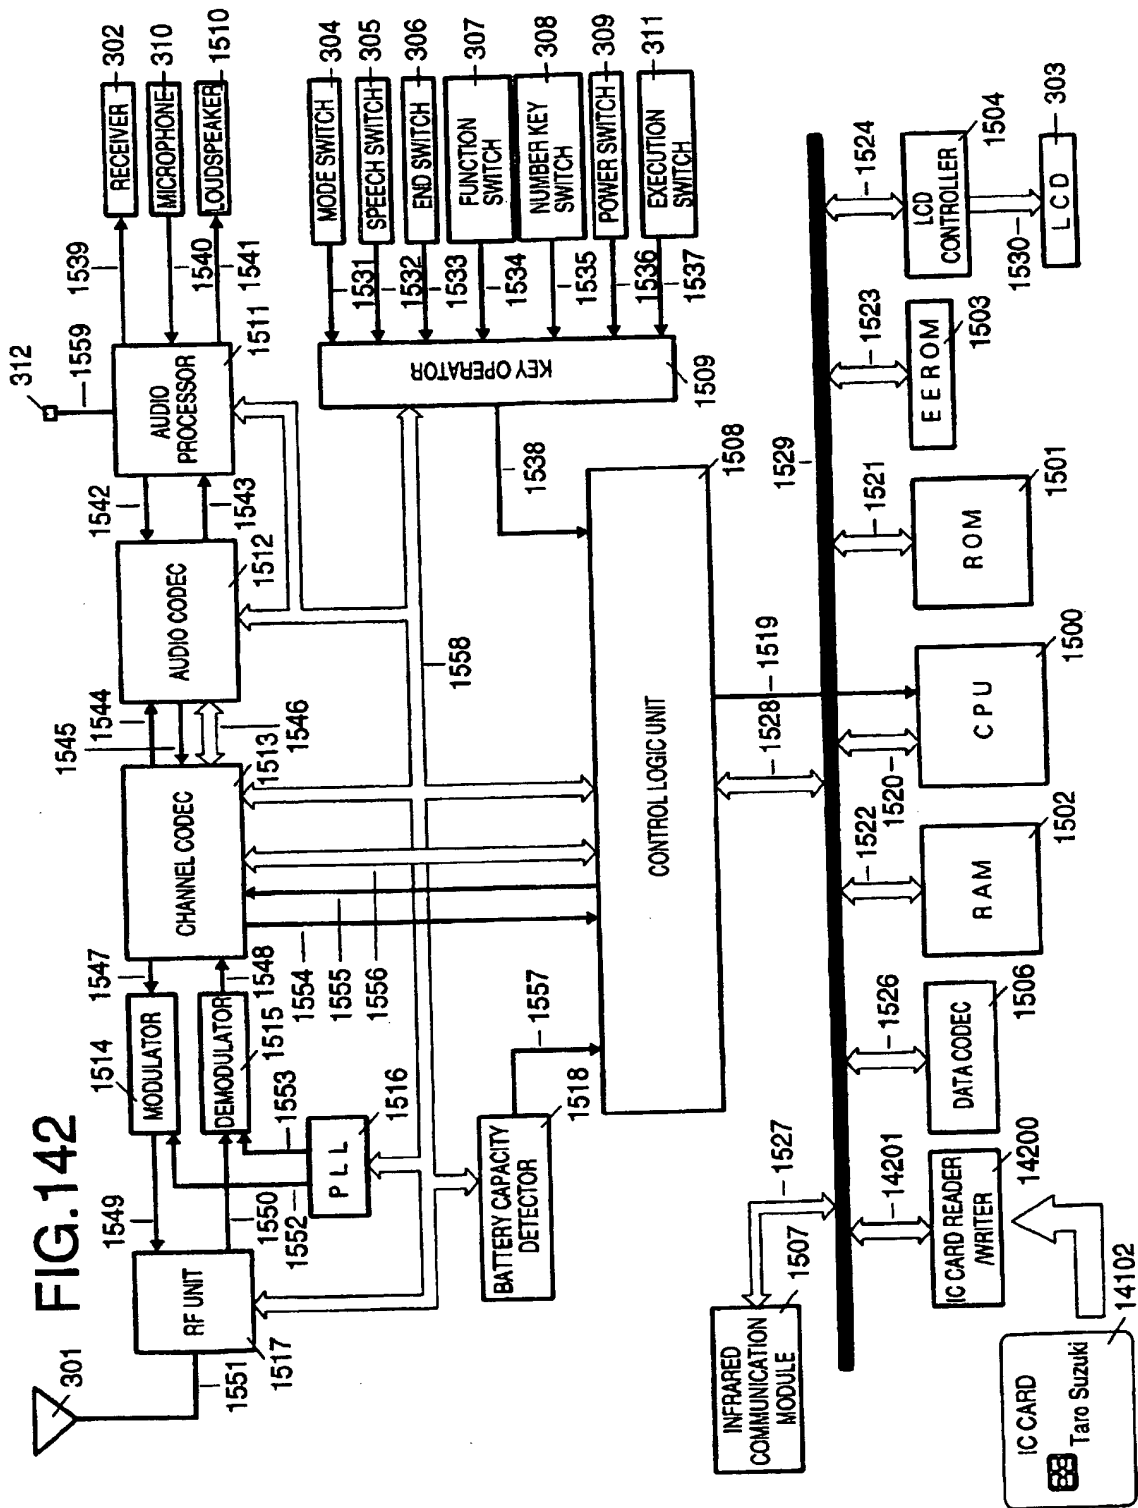 FIG.142
301
1551
RF UNIT
1517
1549
1550
1552
1553
MODULATOR
1514
DEMODULATOR
1515
PLL
1516
1547
1548
CHANNEL CODEC
1513
1545
1544
1546
AUDIO CODEC
1512
1542
1543
AUDIO
PROCESSOR
1511
312
1559
1539
1540
1541
RECEIVER
302
MICROPHONE
310
LOUDSPEAKER
1510
1554
1555
1556
1558
BATTERY CAPACITY
DETECTOR
1518
1557
KEY OPERATOR
1509
1538
1531
1532
1533
1534
1535
1536
1537
MODE SWITCH
304
SPEECH SWITCH
305
END SWITCH
306
FUNCTION
SWITCH
307
NUMBER KEY
SWITCH
308
POWER SWITCH
309
EXECUTION
SWITCH
311
CONTROL LOGIC UNIT
1508
1528
1519
1529
INFRARED
COMMUNICATION
MODULE
1507
1527
14201
1526
1522
1520
1521
1523
1524
IC CARD READER
/WRITER
14200
DATA CODEC
1506
RAM
1502
CPU
1500
ROM
1501
EEROM
1503
LCD
CONTROLLER
1504
1530
LCD
303
IC CARD
Taro Suzuki
14102